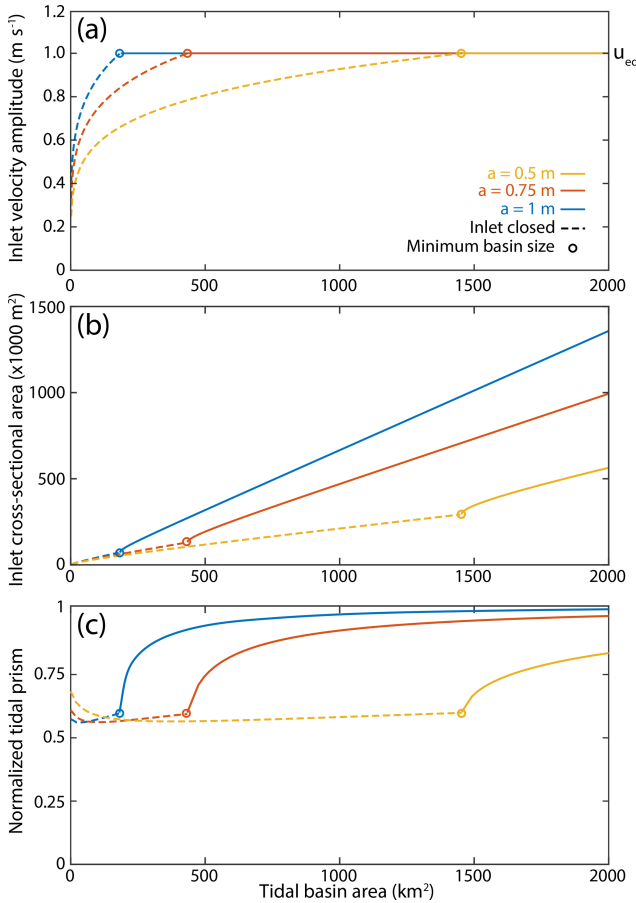 (a)
Inlet velocity amplitude (m s⁻¹)
1.2
1.0
0.8
0.6
0.4
0.2
0
u
a = 0.5 m
a = 0.75 m
a = 1 m
Inlet closed
Minimum basin size
0
500
1000
1500
2000
(b)
Inlet cross-sectional area (x1000 m²)
1500
1000
500
0
0
500
1000
1500
2000
(c)
Normalized tidal prism
1
0.75
0.5
0.25
0
0
500
1000
1500
2000
Tidal basin area (km²)